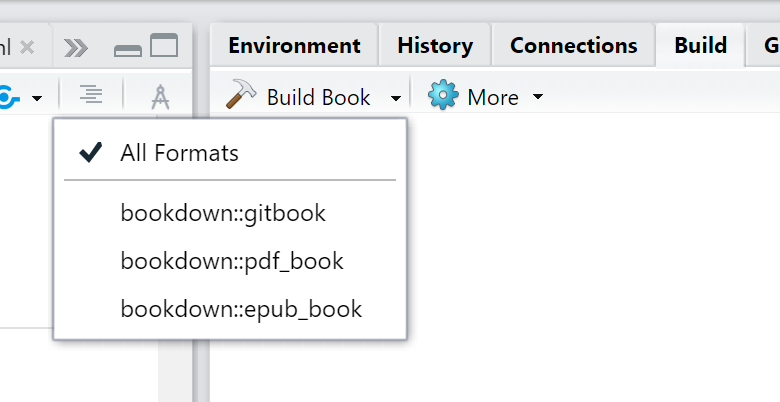 Environment History Connections Build G
Build Book More
All Formats
bookdown::gitbook
bookdown::pdf_book
bookdown::epub_book